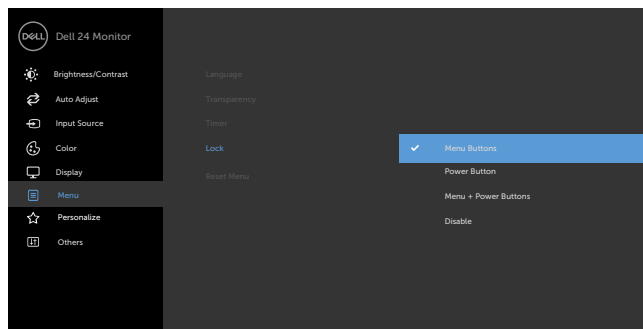 DELL Dell 24 Monitor
Brightness/Contrast
Auto Adjust
Input Source
Color
Display
Menu
Personalize
Others
Language
Transparency
Timer
Lock
Reset Menu
Menu Buttons
Power Button
Menu + Power Buttons
Disable